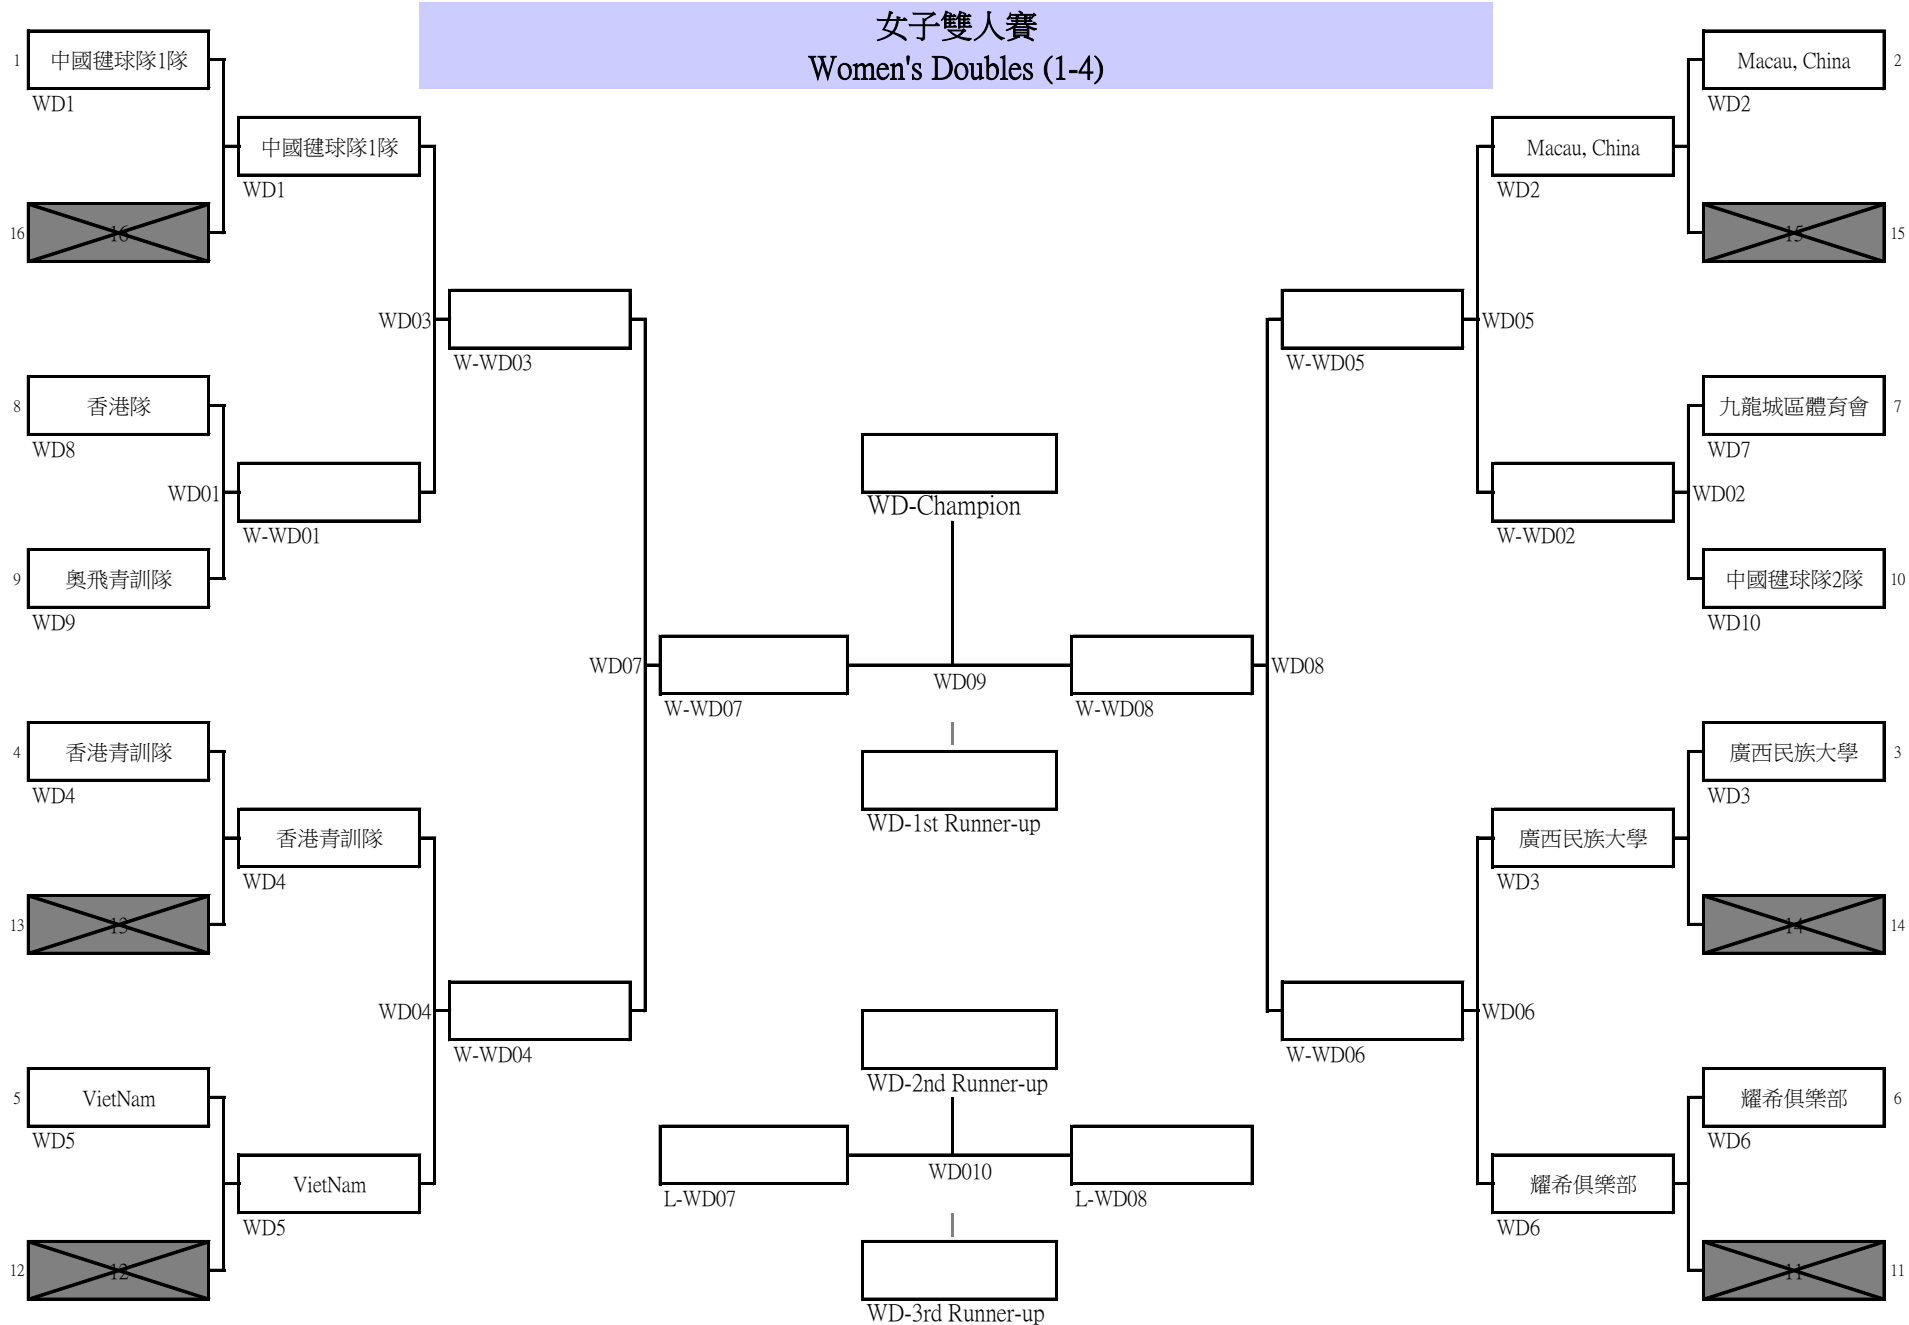 女子雙人賽
Women's Doubles (1-4)
1 中國毽球隊1隊
WD1
中國毽球隊1隊
WD1
16 16
WD03
W-WD03
8 香港隊
WD8
WD01
W-WD01
9 奧飛青訓隊
WD9
WD07
W-WD07
4 香港青訓隊
WD4
香港青訓隊
WD4
13 13
WD04
W-WD04
5 VietNam
WD5
VietNam
WD5
12 12
WD-Champion
WD09
WD-1st Runner-up
WD-2nd Runner-up
WD010
L-WD07
L-WD08
WD-3rd Runner-up
Macau, China 2
WD2
Macau, China
WD2
15 15
WD05
W-WD05
九龍城區體育會 7
WD7
WD02
W-WD02
中國毽球隊2隊 10
WD10
WD08
W-WD08
廣西民族大學 3
WD3
廣西民族大學
WD3
14 14
WD06
W-WD06
耀希俱樂部 6
WD6
耀希俱樂部
WD6
11 11